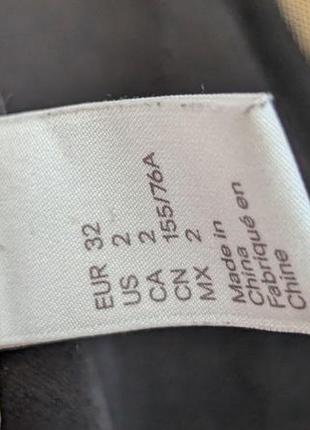 EUR 32
US 2
CA 2
CN 155/76A
MX 2
Made in
China
Fabriqué en
Chine